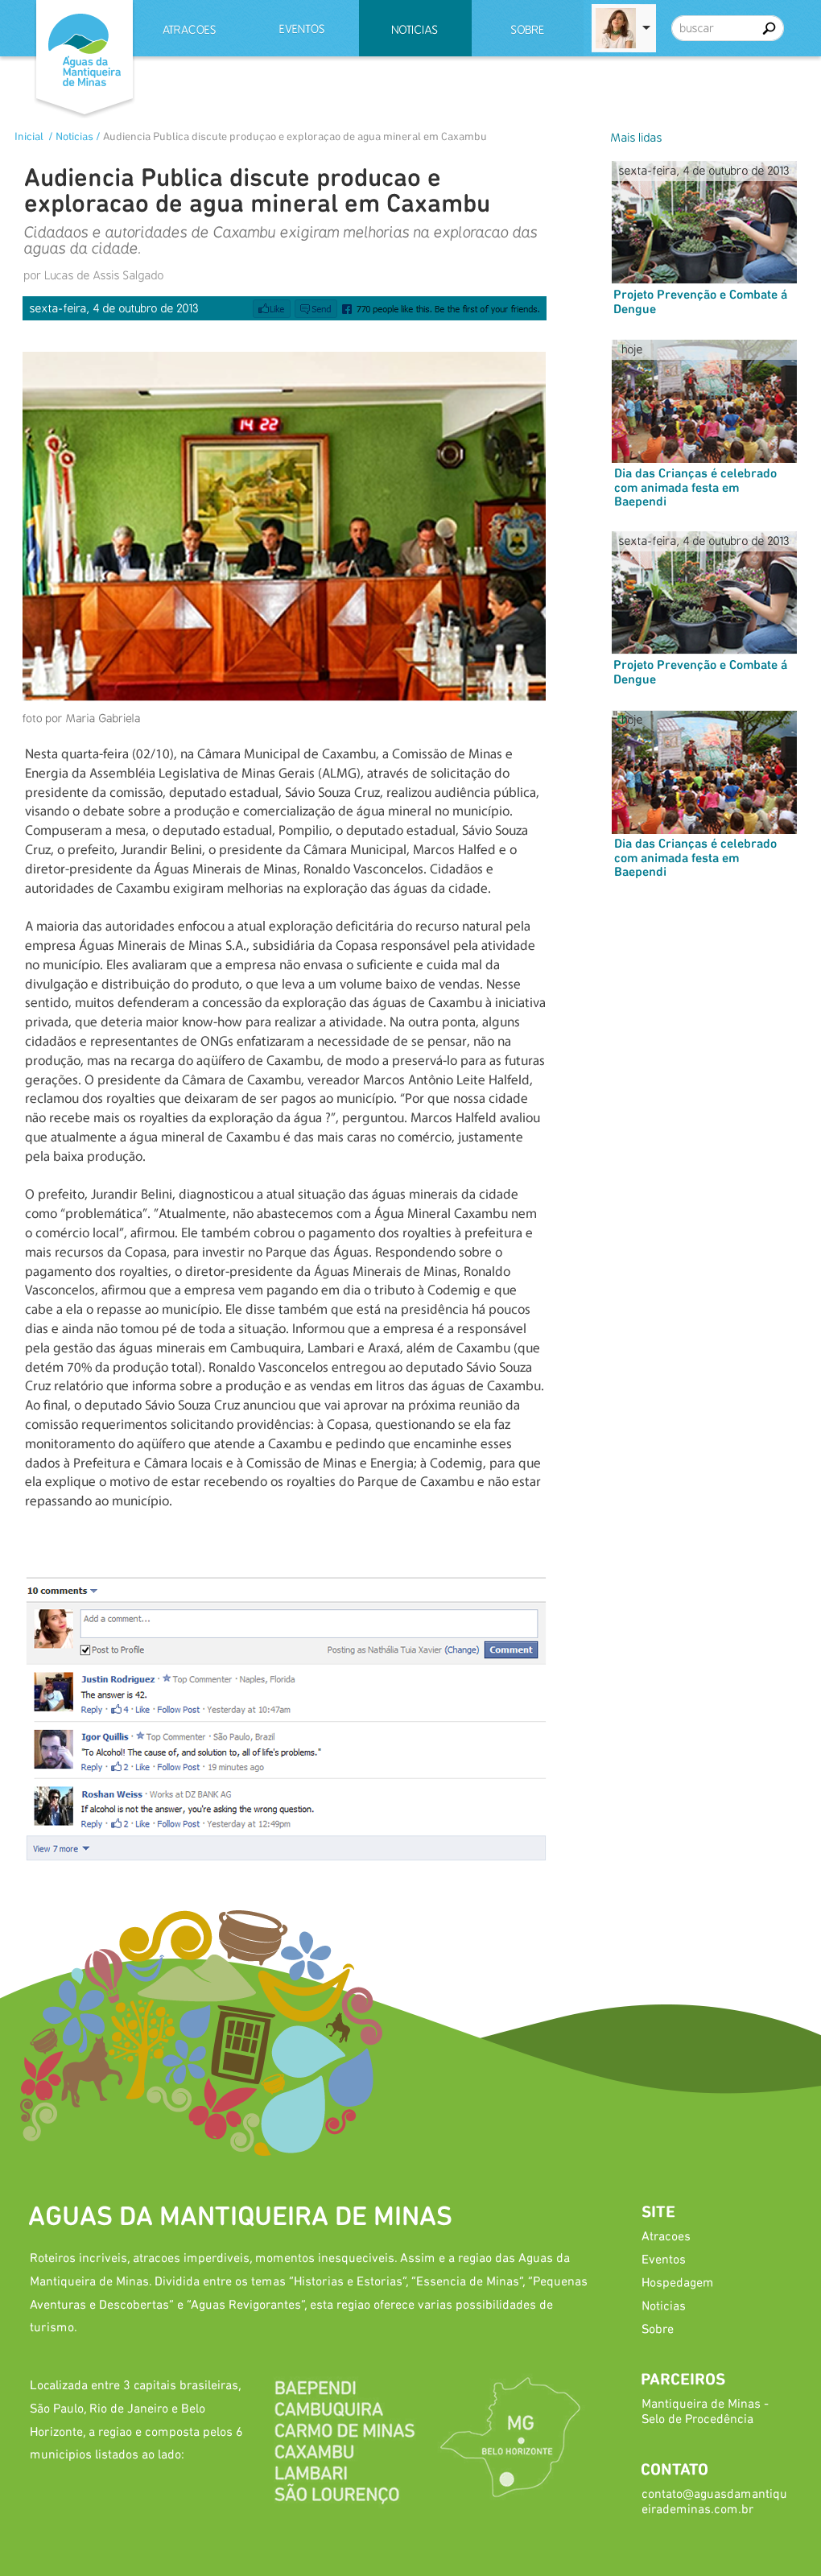 Águas da
Mantiqueira
de Minas
ATRACOES
EVENTOS
NOTICIAS
SOBRE
buscar
Inicial / Noticias / Audiencia Publica discute produçao e exploraçao de agua mineral em Caxambu
Audiencia Publica discute producao e
exploracao de agua mineral em Caxambu
Cidadaos e autoridades de Caxambu exigiram melhorias na exploracao das
aguas da cidade.
por Lucas de Assis Salgado
sexta-feira, 4 de outubro de 2013
Like
Send
770 people like this. Be the first of your friends.
14 22
foto por Maria Gabriela
Nesta quarta-feira (02/10), na Câmara Municipal de Caxambu, a Comissão de Minas e
Energia da Assembléia Legislativa de Minas Gerais (ALMG), através de solicitação do
presidente da comissão, deputado estadual, Sávio Souza Cruz, realizou audiência pública,
visando o debate sobre a produção e comercialização de água mineral no município.
Compuseram a mesa, o deputado estadual, Pompilio, o deputado estadual, Sávio Souza
Cruz, o prefeito, Jurandir Belini, o presidente da Câmara Municipal, Marcos Halfed e o
diretor-presidente da Águas Minerais de Minas, Ronaldo Vasconcelos. Cidadãos e
autoridades de Caxambu exigiram melhorias na exploração das águas da cidade.
A maioria das autoridades enfocou a atual exploração deficitária do recurso natural pela
empresa Águas Minerais de Minas S.A., subsidiária da Copasa responsável pela atividade
no município. Eles avaliaram que a empresa não envasa o suficiente e cuida mal da
divulgação e distribuição do produto, o que leva a um volume baixo de vendas. Nesse
sentido, muitos defenderam a concessão da exploração das águas de Caxambu à iniciativa
privada, que deteria maior know-how para realizar a atividade. Na outra ponta, alguns
cidadãos e representantes de ONGs enfatizaram a necessidade de se pensar, não na
produção, mas na recarga do aqüífero de Caxambu, de modo a preservá-lo para as futuras
gerações. O presidente da Câmara de Caxambu, vereador Marcos Antônio Leite Halfeld,
reclamou dos royalties que deixaram de ser pagos ao município. “Por que nossa cidade
não recebe mais os royalties da exploração da água ?”, perguntou. Marcos Halfeld avaliou
que atualmente a água mineral de Caxambu é das mais caras no comércio, justamente
pela baixa produção.
O prefeito, Jurandir Belini, diagnosticou a atual situação das águas minerais da cidade
como “problemática”. ”Atualmente, não abastecemos com a Água Mineral Caxambu nem
o comércio local”, afirmou. Ele também cobrou o pagamento dos royalties à prefeitura e
mais recursos da Copasa, para investir no Parque das Águas. Respondendo sobre o
pagamento dos royalties, o diretor-presidente da Águas Minerais de Minas, Ronaldo
Vasconcelos, afirmou que a empresa vem pagando em dia o tributo à Codemig e que
cabe a ela o repasse ao município. Ele disse também que está na presidência há poucos
dias e ainda não tomou pé de toda a situação. Informou que a empresa é a responsável
pela gestão das águas minerais em Cambuquira, Lambari e Araxá, além de Caxambu (que
detém 70% da produção total). Ronaldo Vasconcelos entregou ao deputado Sávio Souza
Cruz relatório que informa sobre a produção e as vendas em litros das águas de Caxambu.
Ao final, o deputado Sávio Souza Cruz anunciou que vai aprovar na próxima reunião da
comissão requerimentos solicitando providências: à Copasa, questionando se ela faz
monitoramento do aqüífero que atende a Caxambu e pedindo que encaminhe esses
dados à Prefeitura e Câmara locais e à Comissão de Minas e Energia; à Codemig, para que
ela explique o motivo de estar recebendo os royalties do Parque de Caxambu e não estar
repassando ao município.
Mais lidas
sexta-feira, 4 de outubro de 2013
Projeto Prevenção e Combate á
Dengue
hoje
Dia das Crianças é celebrado
com animada festa em
Baependi
sexta-feira, 4 de outubro de 2013
Projeto Prevenção e Combate á
Dengue
hoje
Dia das Crianças é celebrado
com animada festa em
Baependi
10 comments
Add a comment...
Post to Profile
Posting as Nathália Tuia Xavier (Change)
Comment
Justin Rodriguez · Top Commenter · Naples, Florida
The answer is 42.
Reply · 4 · Like · Follow Post · Yesterday at 10:47am
Igor Quillis · Top Commenter · São Paulo, Brazil
"To Alcohol! The cause of, and solution to, all of life's problems."
Reply · 2 · Like · Follow Post · 19 minutes ago
Roshan Weiss · Works at DZ BANK AG
If alcohol is not the answer, you're asking the wrong question.
Reply · 2 · Like · Follow Post · Yesterday at 12:49pm
View 7 more
AGUAS DA MANTIQUEIRA DE MINAS
Roteiros incriveis, atracoes imperdiveis, momentos inesqueciveis. Assim e a regiao das Aguas da
Mantiqueira de Minas. Dividida entre os temas ”Historias e Estorias”, ”Essencia de Minas”, ”Pequenas
Aventuras e Descobertas” e ”Aguas Revigorantes”, esta regiao oferece varias possibilidades de
turismo.
Localizada entre 3 capitais brasileiras,
São Paulo, Rio de Janeiro e Belo
Horizonte, a regiao e composta pelos 6
municipios listados ao lado:
BAEPENDI
CAMBUQUIRA
CARMO DE MINAS
CAXAMBU
LAMBARI
SÃO LOURENÇO
MG
BELO HORIZONTE
SITE
Atracoes
Eventos
Hospedagem
Noticias
Sobre
PARCEIROS
Mantiqueira de Minas -
Selo de Procedência
CONTATO
contato@aguasdamantiqu
eirademinas.com.br